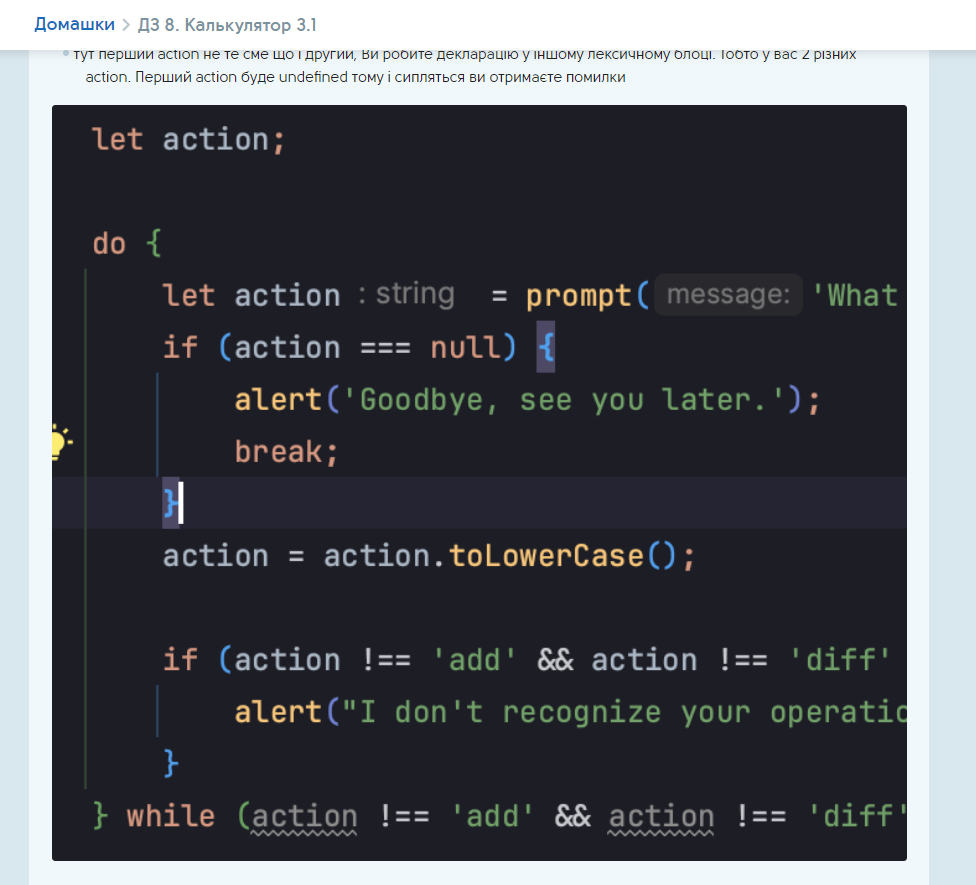 Домашки > ДЗ 8. Калькулятор 3.1
тут перший action не те сме що і другий, Ви робите декларацію у іншому лексичному блоці. Тобто у вас 2 різних
action. Перший action буде undefined тому і сипляться ви отримаєте помилки
let action;
do {
let action : string = prompt( message: 'What
if (action === null) {
alert('Goodbye, see you later.');
break;
}
action = action.toLowerCase();
if (action !== 'add' && action !== 'diff'
alert("I don't recognize your operatic
}
} while (action !== 'add' && action !== 'diff'